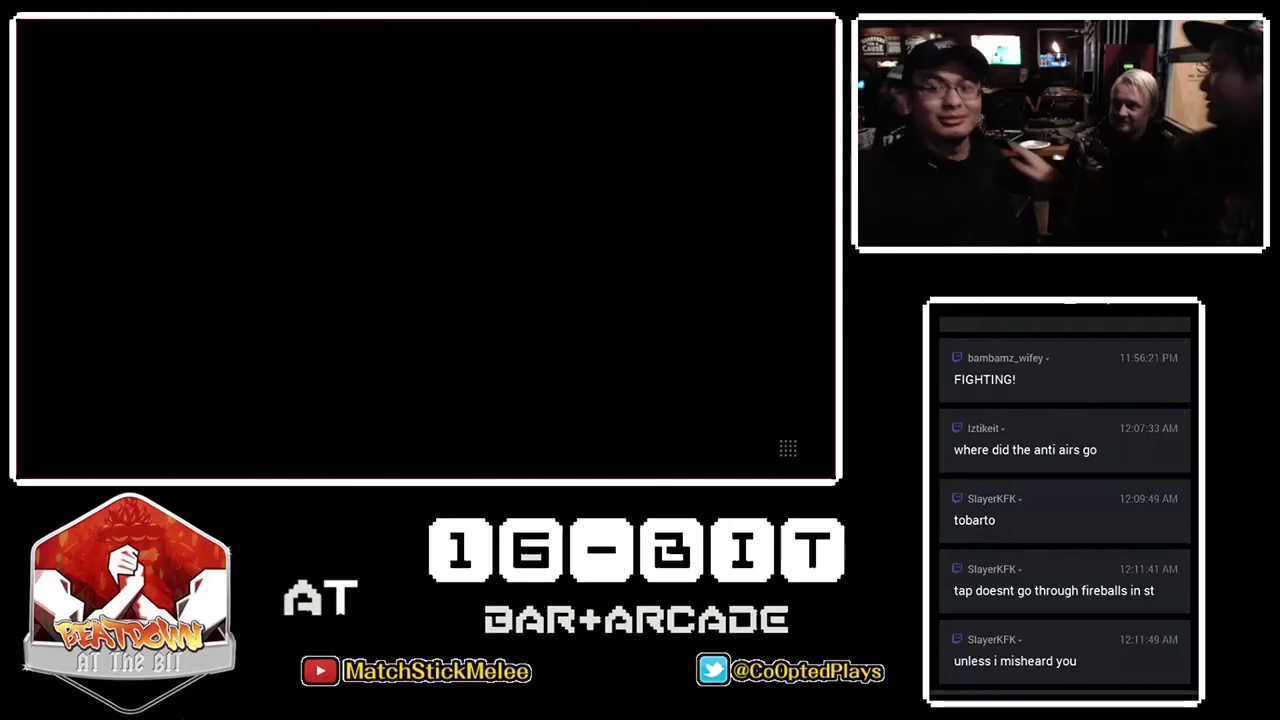 bambamz_wifey
11:56:21 PM
FIGHTING!
Iztikeit
12:07:33 AM
where did the anti airs go
SlayerKFK
12:09:49 AM
tobarto
SlayerKFK
12:11:41 AM
tap doesnt go through fireballs in st
SlayerKFK
12:11:49 AM
unless i misheard you
BEATDOWN
AT THE BIT
AT
16-BIT
BAR+ARCADE
MatchStickMelee
@CoOptedPlays